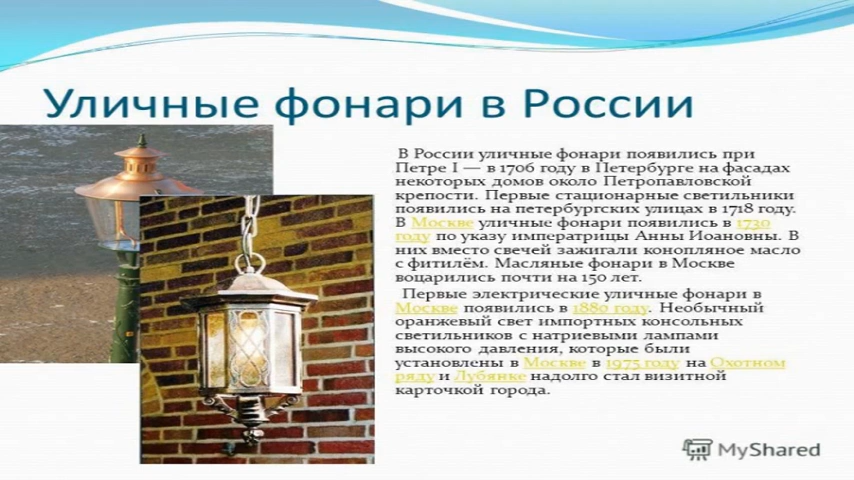 Уличные фонари в России
В России уличные фонари появились при
Петре I — в 1706 году в Петербурге на фасадах
некоторых домов около Петропавловской
крепости. Первые стационарные светильники
появились на петербургских улицах в 1718 году.
В Москве уличные фонари появились в 1730
году по указу императрицы Анны Иоановны. В
них вместо свечей зажигали конопляное масло
с фитилём. Масляные фонари в Москве
воцарились почти на 150 лет.
Первые электрические уличные фонари в
Москве появились в 1880 году. Необычный
оранжевый свет импортных консольных
светильников с натриевыми лампами
высокого давления, которые были
установлены в Москве в 1975 году на Охотном
ряду и Лубянке надолго стал визитной
карточкой города.
MyShared